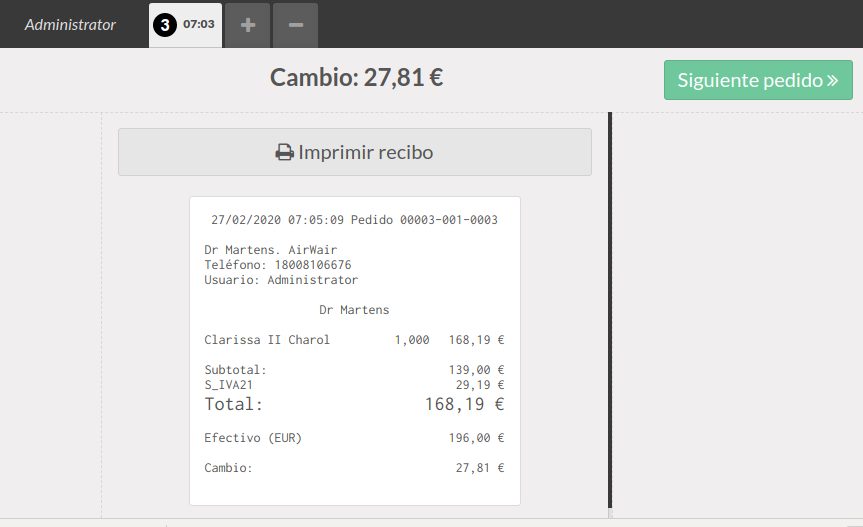 Administrator 3 07:03
Cambio: 27,81 €
Siguiente pedido
Imprimir recibo
27/02/2020 07:05:09 Pedido 00003-001-0003
Dr Martens. AirWair
Teléfono: 18008106676
Usuario: Administrator
Dr Martens
Clarissa II Charol 1,000 168,19 €
Subtotal: 139,00 €
S_IVA21 29,19 €
Total: 168,19 €
Efectivo (EUR) 196,00 €
Cambio: 27,81 €